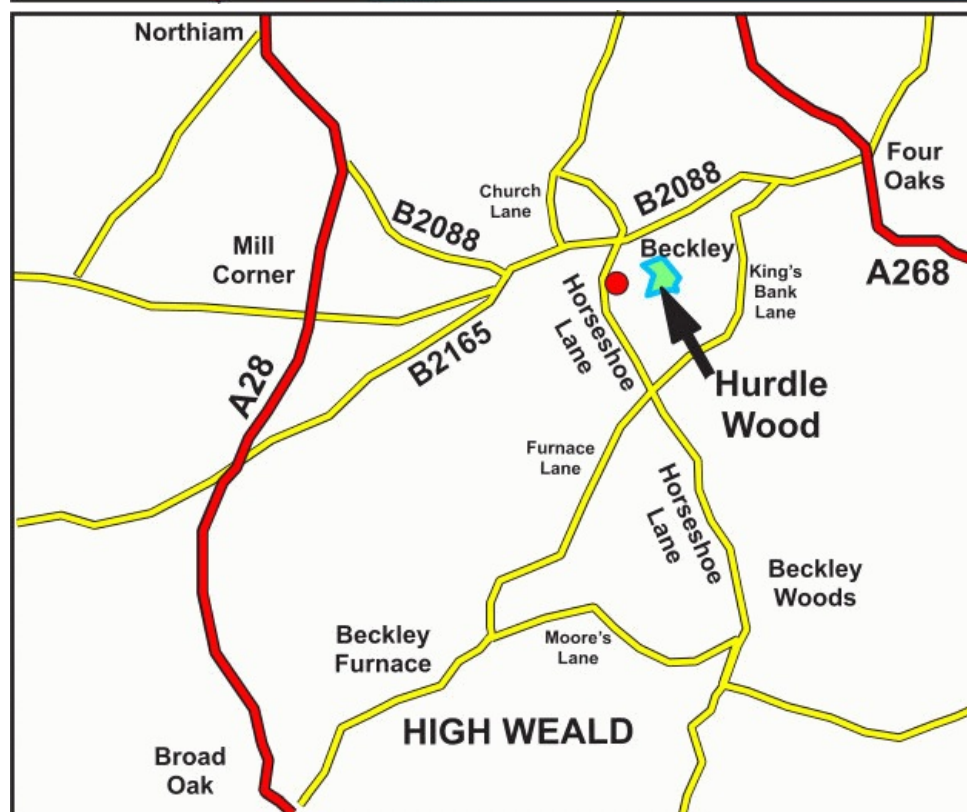 Northiam
Four
Oaks
Church
Lane
B2088
B2088
Mill
Corner
Beckley
King's
Bank
Lane
A268
Horseshoe
Lane
B2165
A28
Hurdle
Wood
Furnace
Lane
Horseshoe
Lane
Beckley
Woods
Beckley
Furnace
Moore's
Lane
HIGH WEALD
Broad
Oak